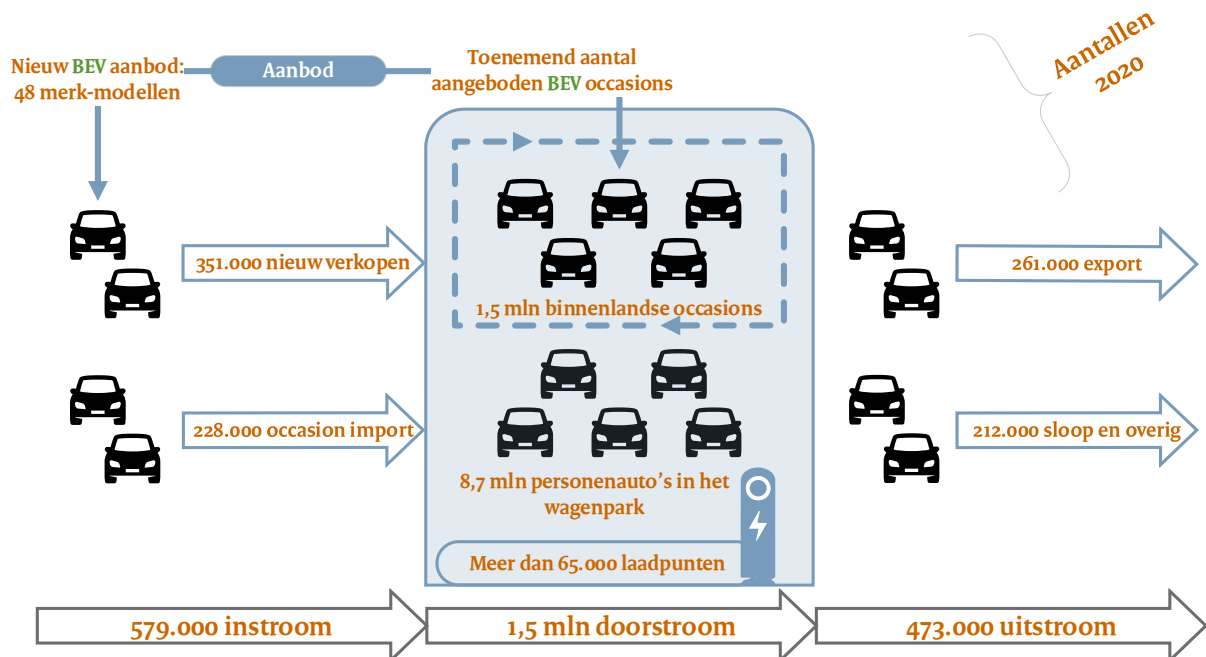 Nieuw BEV aanbod:
48 merk-modellen
Aanbod
Toenemend aantal
aangeboden BEV occasions
Aantallen
2020
351.000 nieuw verkopen
1,5 mln binnenlandse occasions
261.000 export
228.000 occasion import
8,7 mln personenauto’s in het
wagenpark
212.000 sloop en overig
Meer dan 65.000 laadpunten
579.000 instroom
1,5 mln doorstroom
473.000 uitstroom